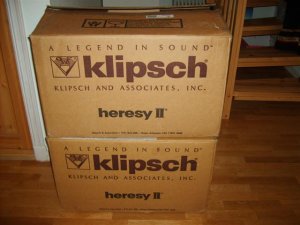 A LEGEND IN SOUND
klipsch
KLIPSCH AND ASSOCIATES, INC.
heresy II
A LEGEND IN SOUND
klipsch
KLIPSCH AND ASSOCIATES, INC.
heresy II